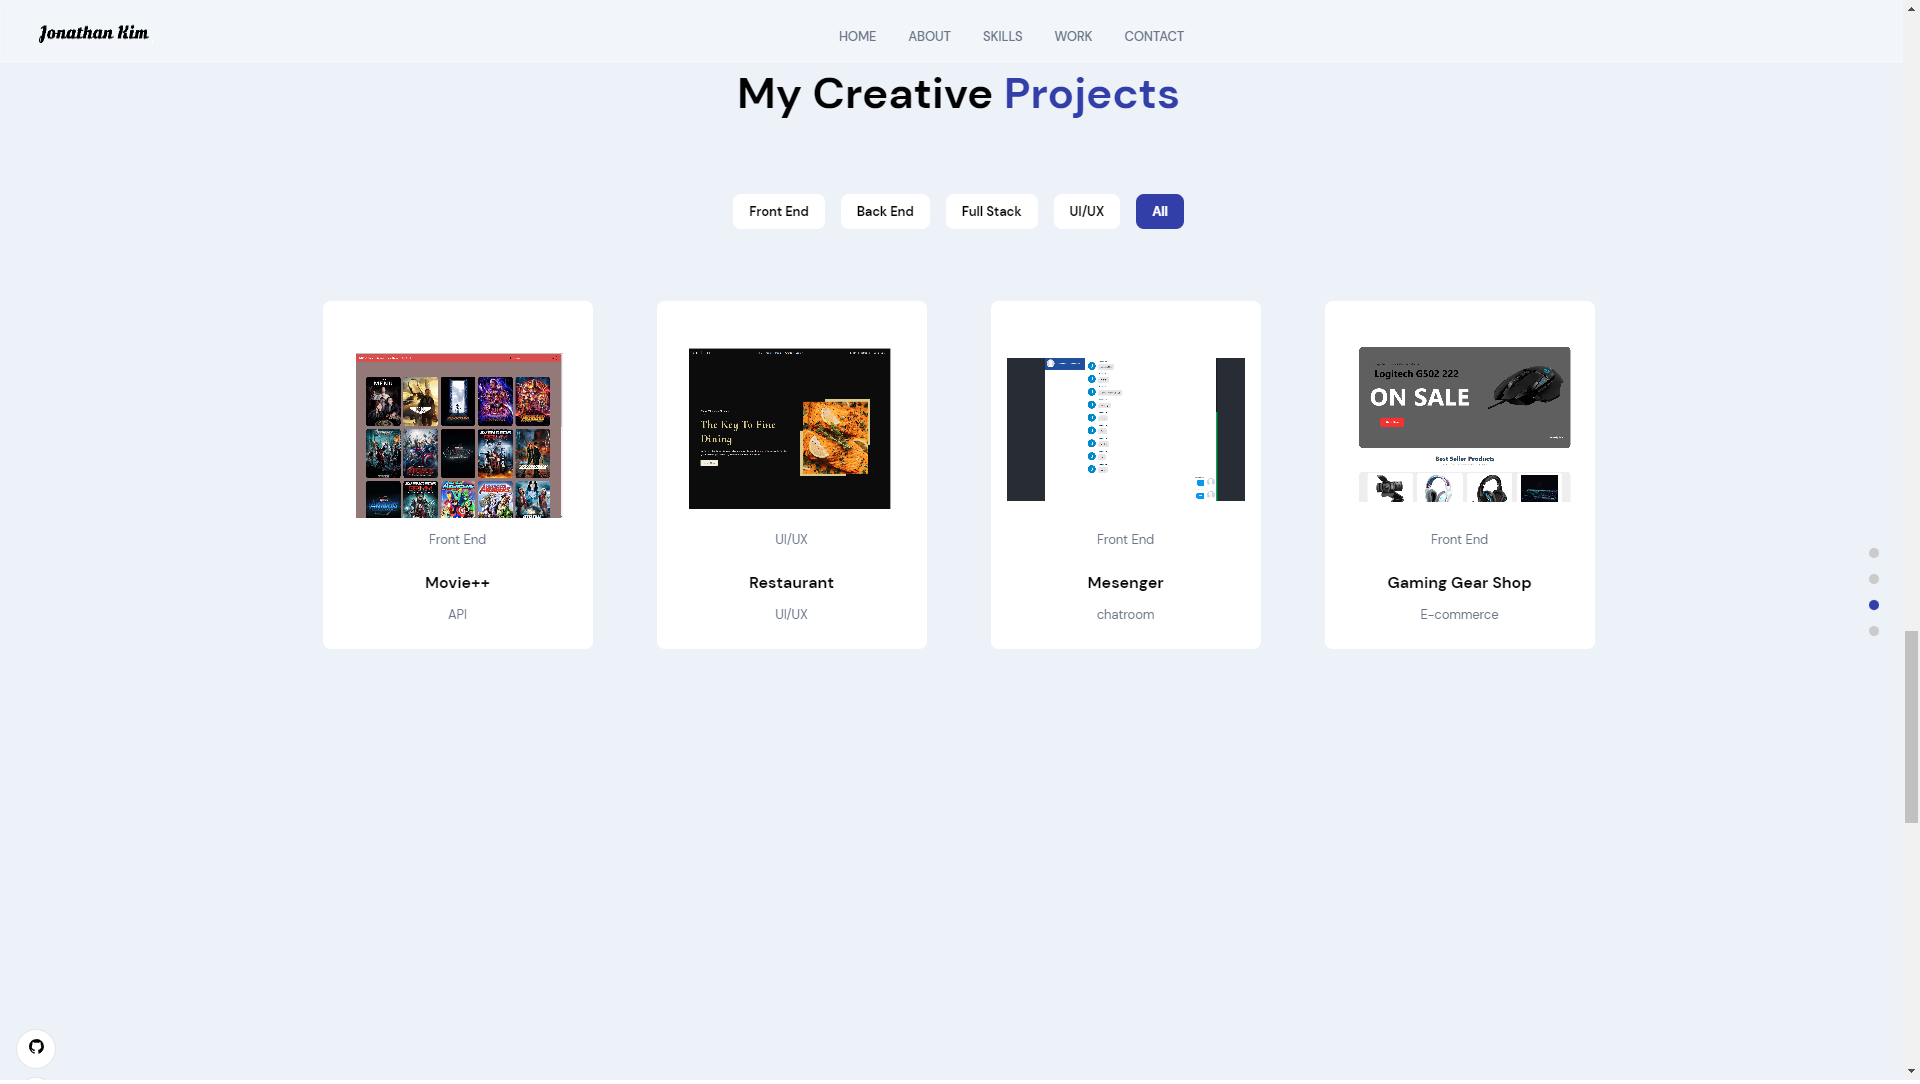 Jonathan Kim
HOME ABOUT SKILLS WORK CONTACT
My Creative Projects
Front End Back End Full Stack UI/UX All
The Key To Fine
Dining
Logitech G502 222
ON SALE
Best Seller Products
Front End
Movie++
API
UI/UX
Restaurant
UI/UX
Front End
Mesenger
chatroom
Front End
Gaming Gear Shop
E-commerce